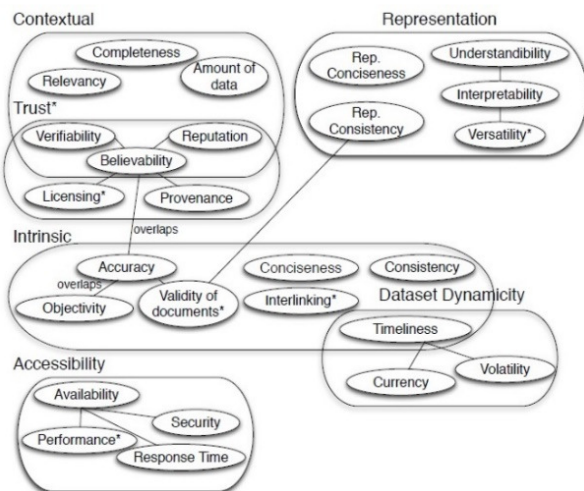 Contextual
Completeness
Relevancy
Amount of
data
Trust*
Verifiability
Reputation
Believability
Licensing*
Provenance
overlaps
Representation
Rep.
Conciseness
Understandibility
Interpretability
Rep.
Consistency
Versatility*
Intrinsic
Accuracy
overlaps
Objectivity
Validity of
documents*
Conciseness
Consistency
Interlinking*
Dataset Dynamicity
Timeliness
Currency
Volatility
Accessibility
Availability
Security
Performance*
Response Time